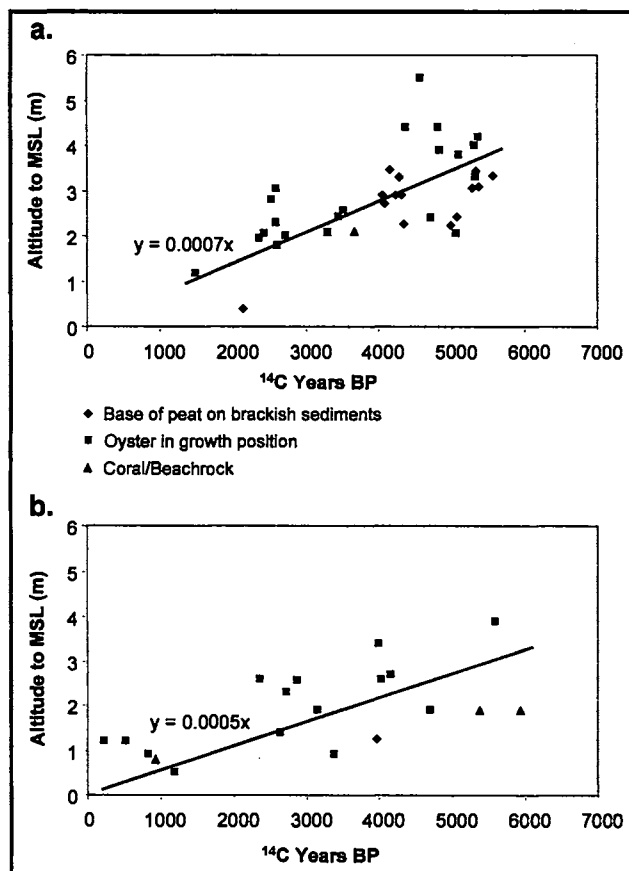 a.
6
5
4
3
2
1
0
Altitude to MSL (m)
y = 0.0007x
0 1000 2000 3000 4000 5000 6000 7000
¹⁴C Years BP
◆ Base of peat on brackish sediments
■ Oyster in growth position
▲ Coral/Beachrock
b.
6
5
4
3
2
1
0
Altitude to MSL (m)
y = 0.0005x
0 1000 2000 3000 4000 5000 6000 7000
¹⁴C Years BP